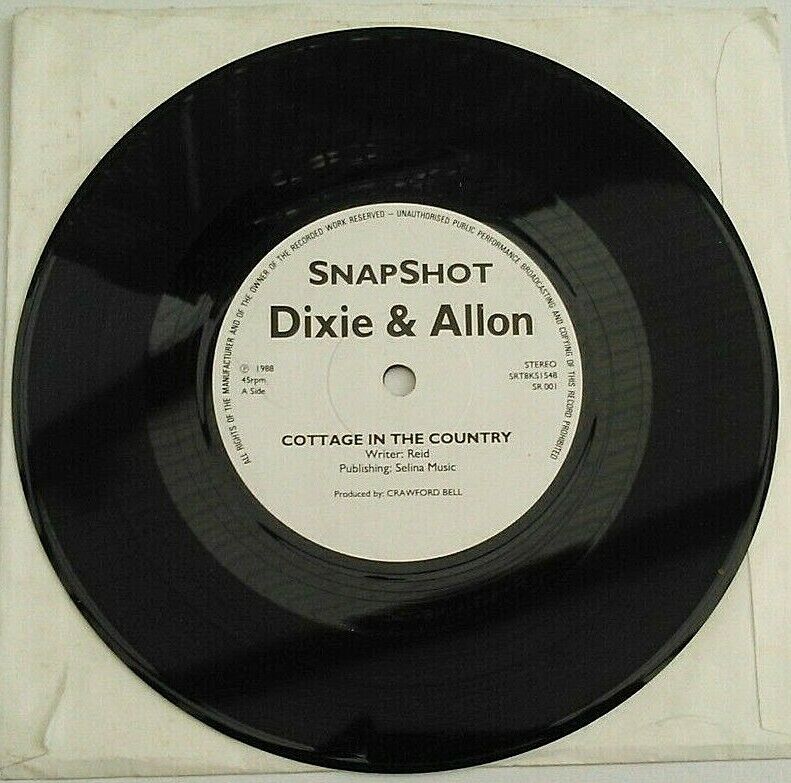 ALL RIGHTS OF THE MANUFACTURER AND OF THE OWNER OF THE RECORDED WORK RESERVED – UNAUTHORISED PUBLIC PERFORMANCE BROADCASTING AND COPYING OF THIS RECORD PROHIBITED
SNAPSHOT
Dixie & Allon
℗ 1988
45rpm
A Side
STEREO
SRT8KS1548
SR 001
COTTAGE IN THE COUNTRY
Writer: Reid
Publishing: Selina Music
Produced by: CRAWFORD BELL